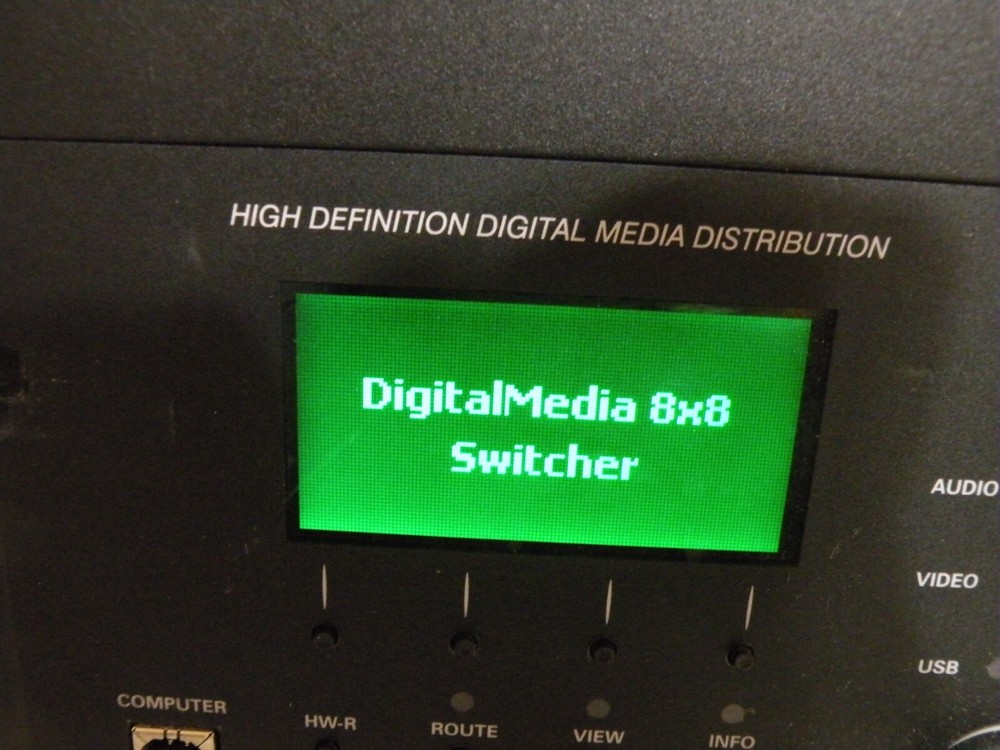 HIGH DEFINITION DIGITAL MEDIA DISTRIBUTION
DigitalMedia 8x8
Switcher
AUDIO
VIDEO
USB
COMPUTER
HW-R
ROUTE
VIEW
INFO